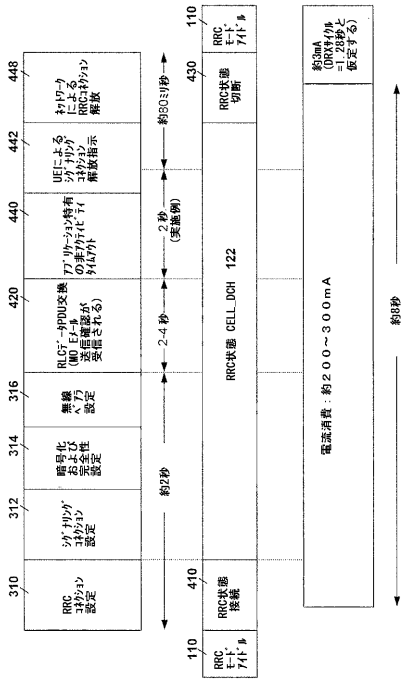 310
RRC
コネクション
設定
312
シグナリング
コネクション
設定
314
暗号化
および
完全性
設定
316
無線
ベアラ
設定
420
RLCデータPDU交換
(MO Eメール
送信確認が
受信される)
440
アプリケーション特有
の非アクティビティ
タイムアウト
442
UEによる
シグナリング
コネクション
解放指示
448
ネットワーク
による
RRCコネクション
解放
約2秒
2-4秒
2秒
(実施例)
約80ミリ秒
110
RRC
モード
アイドル
410
RRC状態
接続
RRC状態 CELL_DCH 122
430
RRC状態
切断
110
RRC
モード
アイドル
電流消費:約200~300mA
約3mA
(DRXサイクル
=1.28秒と
仮定する)
約8秒